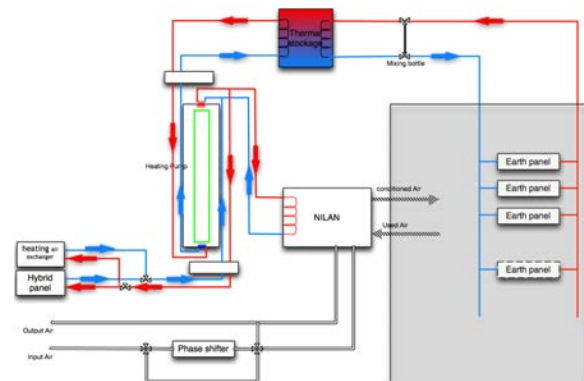 Thermal
stockage
Mixing bottle
Heating Pump
Earth panel
conditioned Air
Earth panel
NILAN
Earth panel
Used Air
heating air
exchanger
Hybrid
panel
Earth panel
Output Air
Phase shifter
Input Air